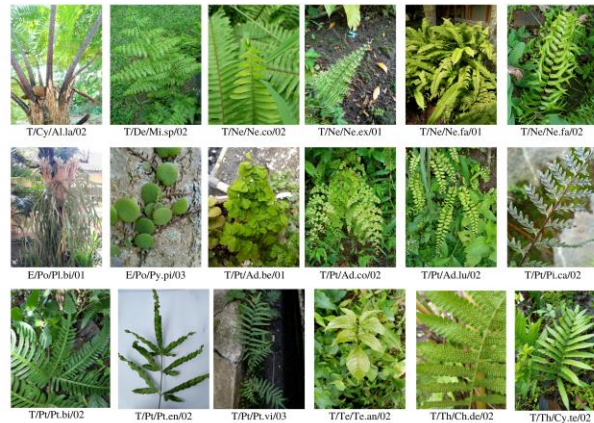 T/Cy/Al.la/02 T/De/Mi.sp/02 T/Ne/Ne.co/02 T/Ne/Ne.ex/01 T/Ne/Ne.fa/01 T/Ne/Ne.fa/02
E/Po/Pl.bi/01 E/Po/Py.pi/03 T/Pt/Ad.be/01 T/Pt/Ad.co/02 T/Pt/Ad.lu/02 T/Pt/Pi.ca/02
T/Pt/Pt.bi/02 T/Pt/Pt.en/02 T/Pt/Pt.vi/03 T/Te/Te.an/02 T/Th/Ch.de/02 T/Th/Cy.te/02